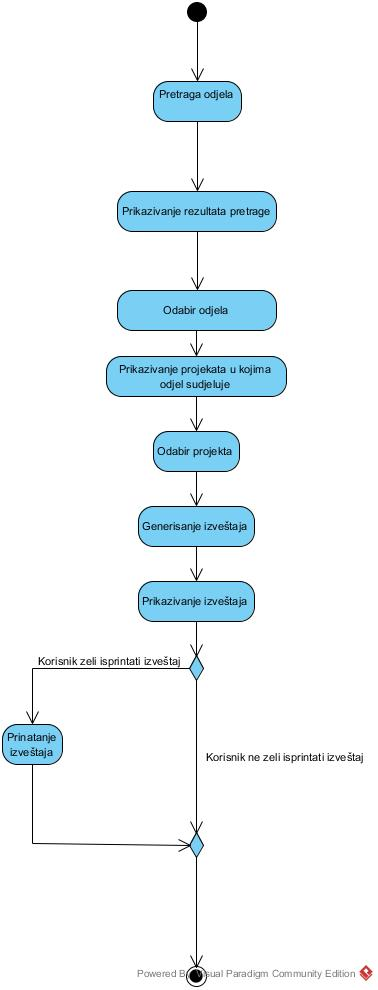 Pretraga odjela
Prikazivanje rezultata pretrage
Odabir odjela
Prikazivanje projekata u kojima
odjel sudjeluje
Odabir projekta
Generisanje izveštaja
Prikazivanje izveštaja
Korisnik zeli isprintati izveštaj
Prinatanje
izveštaja
Korisnik ne zeli isprintati izveštaj
Powered By Visual Paradigm Community Edition